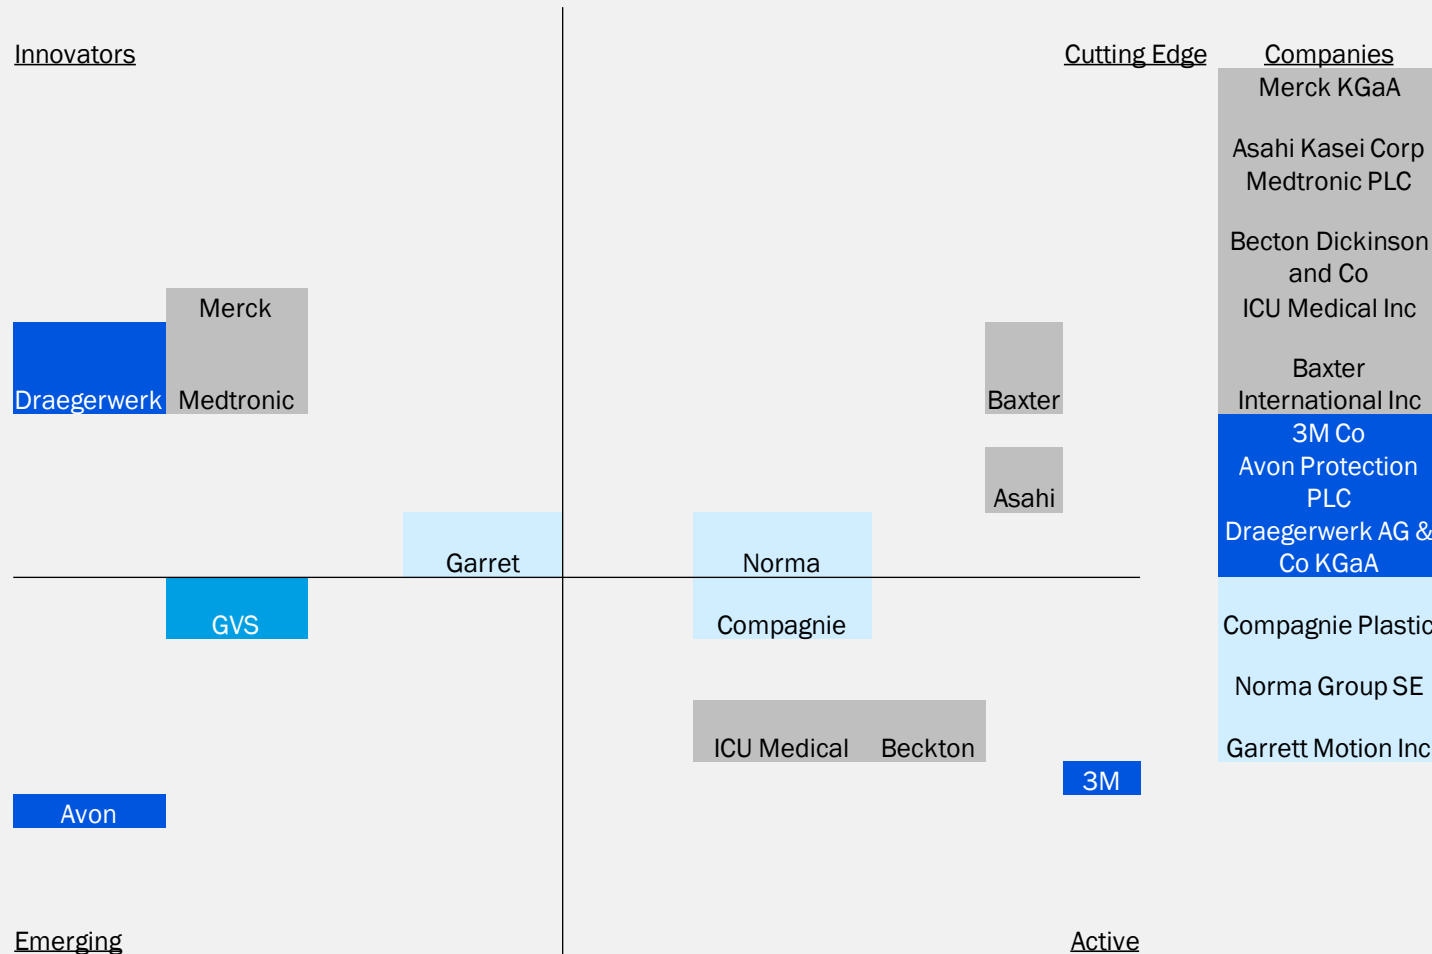 Innovators
Cutting Edge
Companies
Merck KGaA
Asahi Kasei Corp
Medtronic PLC
Becton Dickinson
and Co
ICU Medical Inc
Baxter
International Inc
3M Co
Avon Protection
PLC
Draegerwerk AG &
Co KGaA
Compagnie Plastic
Norma Group SE
Garrett Motion Inc
Merck
Draegerwerk
Medtronic
Baxter
Asahi
Garret
Norma
GVS
Compagnie
ICU Medical
Beckton
3M
Avon
Emerging
Active